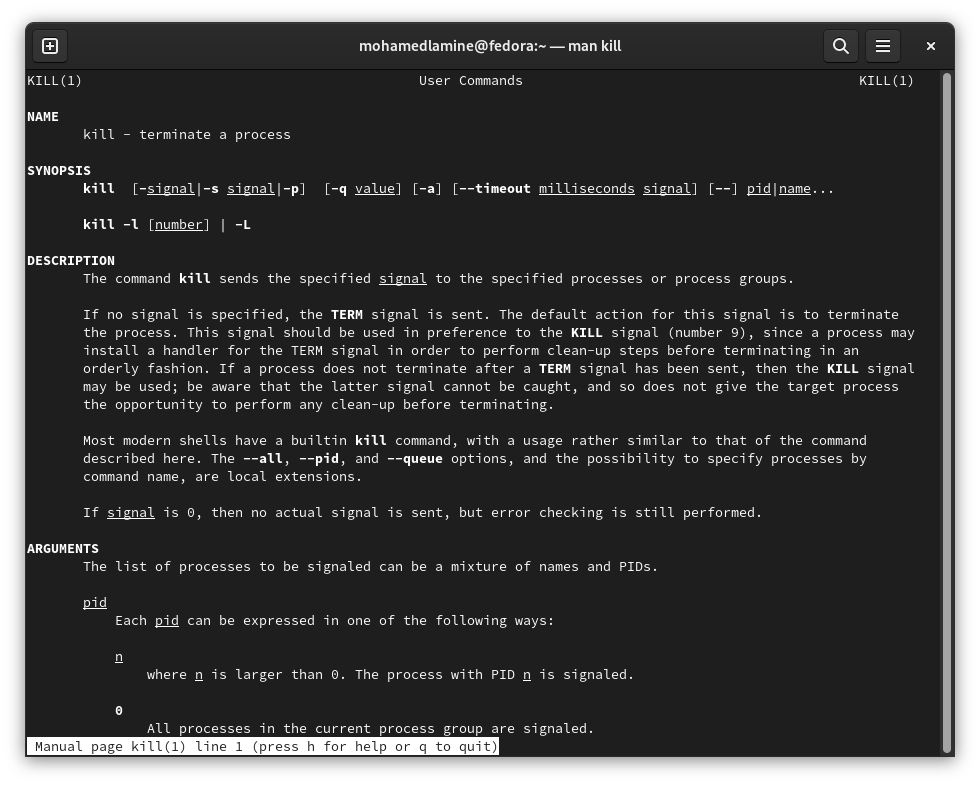 mohamedlamine@fedora:~ — man kill
KILL(1) User Commands KILL(1)
NAME
kill - terminate a process
SYNOPSIS
kill [-signal|-s signal|-p] [-q value] [-a] [--timeout milliseconds signal] [--] pid|name...
kill -l [number] | -L
DESCRIPTION
The command kill sends the specified signal to the specified processes or process groups.
If no signal is specified, the TERM signal is sent. The default action for this signal is to terminate
the process. This signal should be used in preference to the KILL signal (number 9), since a process may
install a handler for the TERM signal in order to perform clean-up steps before terminating in an
orderly fashion. If a process does not terminate after a TERM signal has been sent, then the KILL signal
may be used; be aware that the latter signal cannot be caught, and so does not give the target process
the opportunity to perform any clean-up before terminating.
Most modern shells have a builtin kill command, with a usage rather similar to that of the command
described here. The --all, --pid, and --queue options, and the possibility to specify processes by
command name, are local extensions.
If signal is 0, then no actual signal is sent, but error checking is still performed.
ARGUMENTS
The list of processes to be signaled can be a mixture of names and PIDs.
pid
Each pid can be expressed in one of the following ways:
n
where n is larger than 0. The process with PID n is signaled.
0
All processes in the current process group are signaled.
Manual page kill(1) line 1 (press h for help or q to quit)